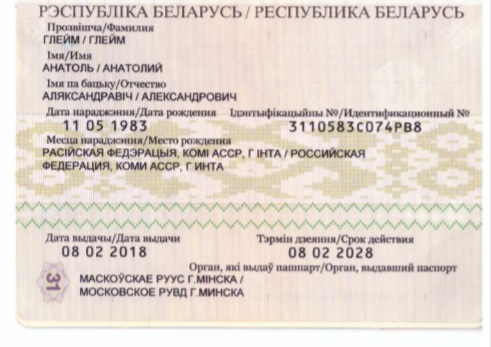 РЭСПУБЛІКА БЕЛАРУСЬ / РЕСПУБЛИКА БЕЛАРУСЬ
Прозвішча/Фамилия
ГЛЕЙМ / ГЛЕЙМ
Імя/Имя
АНАТОЛЬ / АНАТОЛИЙ
Імя па бацьку/Отчество
АЛЯКСАНДРАВІЧ / АЛЕКСАНДРОВИЧ
Дата нараджэння/Дата рождения Ідэнтыфікацыйны №/Идентификационный №
11 05 1983 3110583C074PB8
Месца нараджэння/Место рождения
РАСІЙСКАЯ ФЕДЭРАЦЫЯ, КОМІ АССР, Г ІНТА / РОССИЙСКАЯ
ФЕДЕРАЦИЯ, КОМИ АССР, Г ИНТА
Дата выдачы/Дата выдачи Тэрмін дзеяння/Срок действия
08 02 2018 08 02 2028
Орган, які выдаў пашпарт/Орган, выдавший паспорт
31 МАСКОЎСКАЕ РУУС Г.МІНСКА /
МОСКОВСКОЕ РУВД Г.МИНСКА